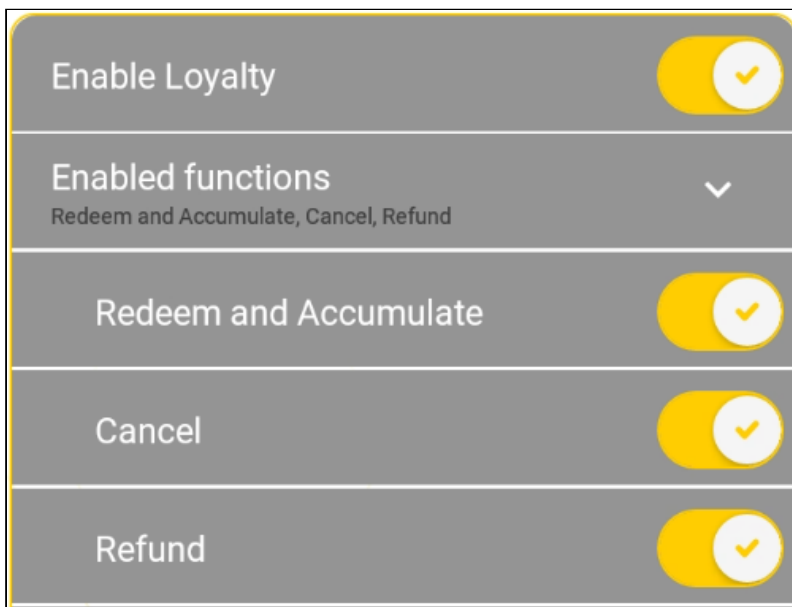 Enable Loyalty
Enabled functions
Redeem and Accumulate, Cancel, Refund
Redeem and Accumulate
Cancel
Refund